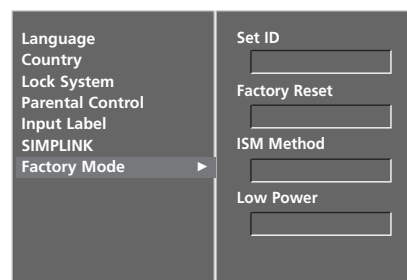 Language
Country
Lock System
Parental Control
Input Label
SIMPLINK
Factory Mode ►
Set ID
Factory Reset
ISM Method
Low Power